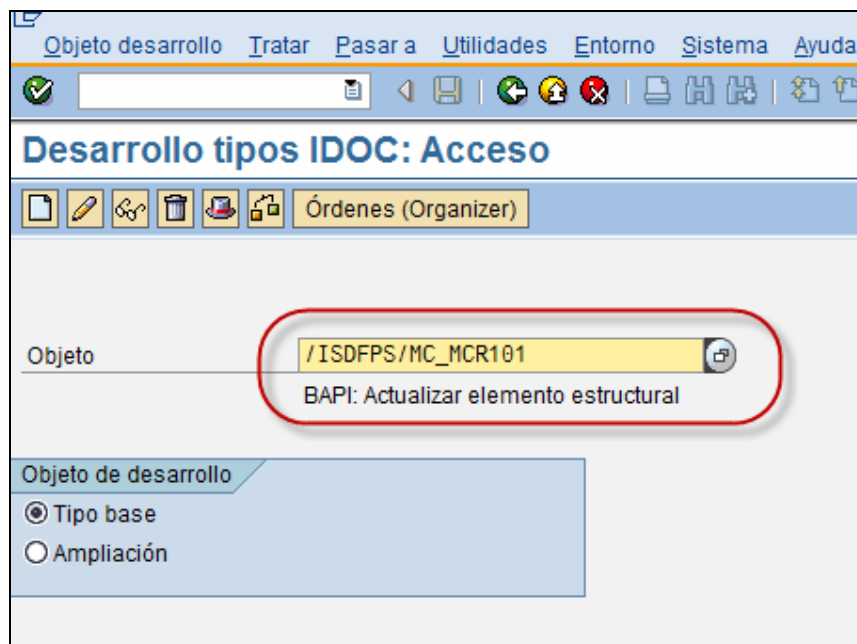 Objeto desarrollo Tratar Pasar a Utilidades Entorno Sistema Ayuda
Desarrollo tipos IDOC: Acceso
Órdenes (Organizer)
Objeto /ISDFPS/MC_MCR101
BAPI: Actualizar elemento estructural
Objeto de desarrollo
Tipo base
Ampliación